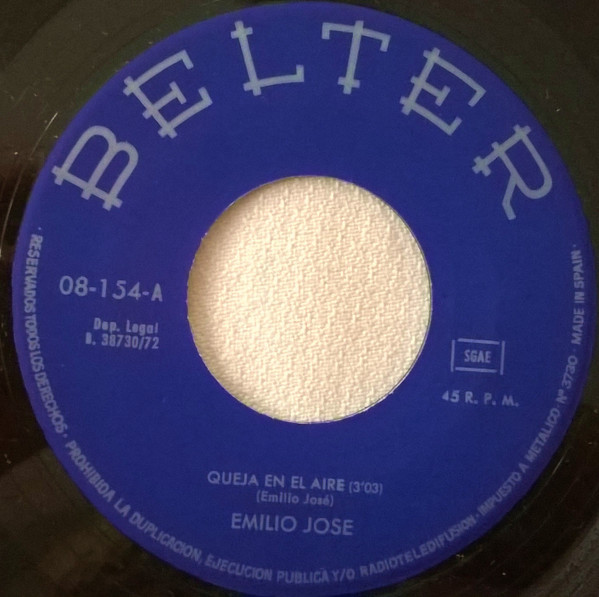 BELTER
08-154-A
Dep. Legal
B. 38730/72
SGAE
45 R. P. M.
QUEJA EN EL AIRE (3'03)
(Emilio José)
EMILIO JOSE
· RESERVADOS TODOS LOS DERECHOS · PROHIBIDA LA DUPLICACION, EJECUCION PUBLICA Y/O RADIOTELEDIFUSION · IMPUESTO A METALICO Nº 3730 · MADE IN SPAIN ·